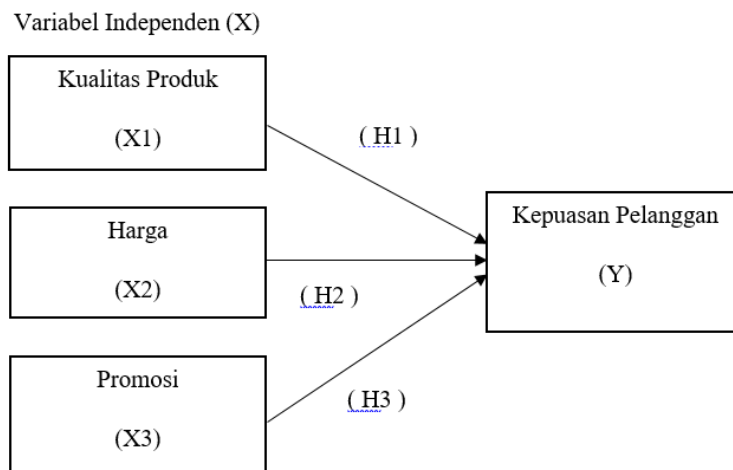 Variabel Independen (X)
Kualitas Produk
(X1)
( H1 )
Harga
(X2)
( H2 )
Kepuasan Pelanggan
(Y)
Promosi
(X3)
( H3 )